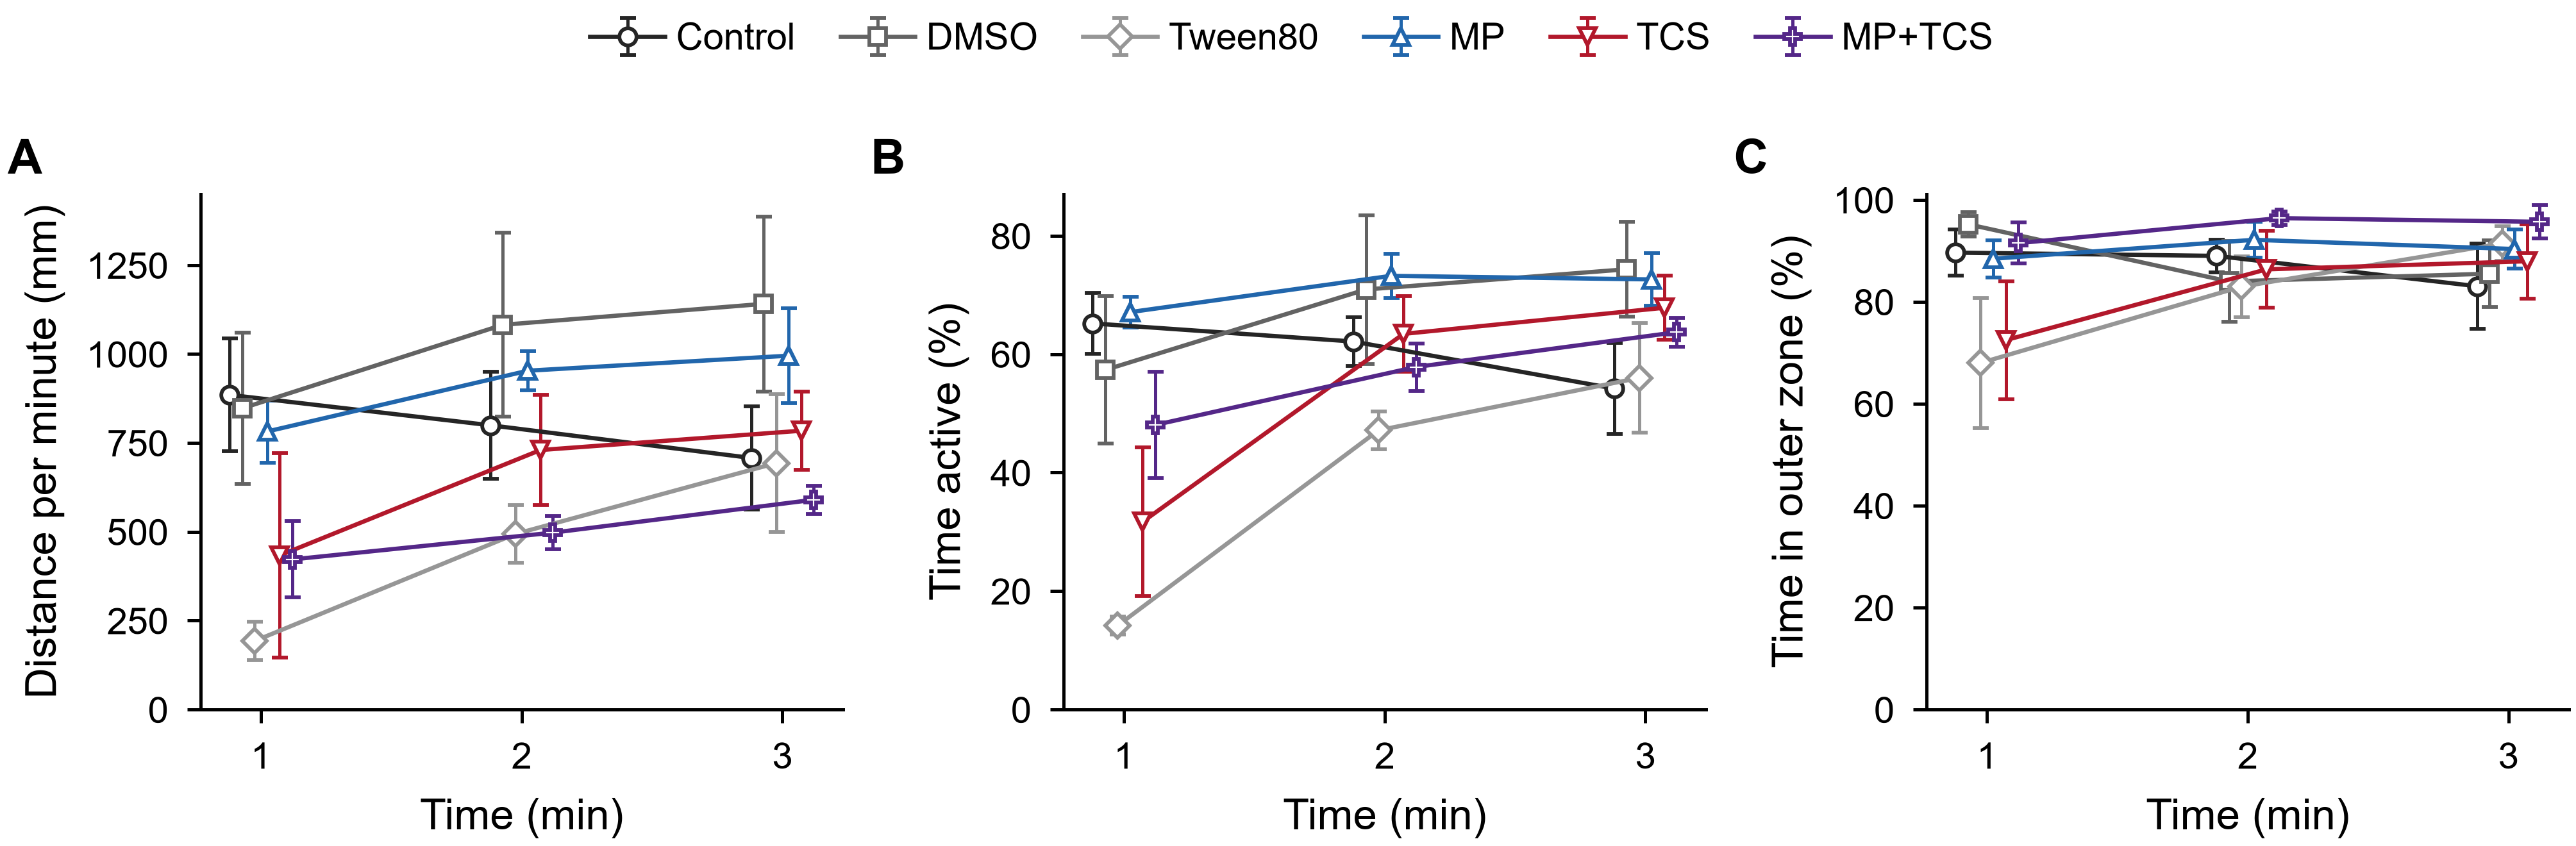 Control DMSO Tween80 MP TCS MP+TCS
A
Distance per minute (mm)
1250
1000
750
500
250
0
1 2 3
Time (min)
B
Time active (%)
80
60
40
20
0
1 2 3
Time (min)
C
Time in outer zone (%)
100
80
60
40
20
0
1 2 3
Time (min)